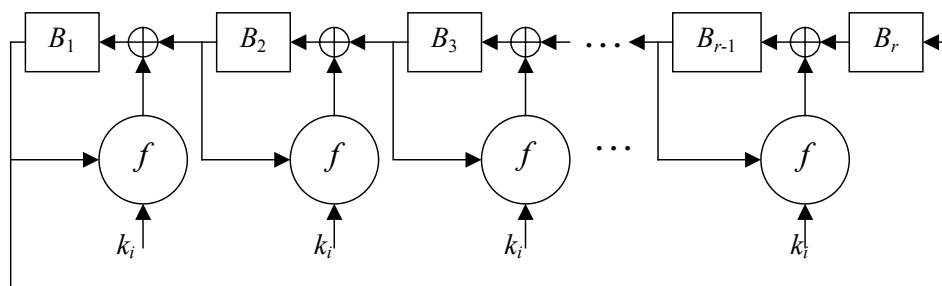 B₁ B₂ B₃ ... Bᵣ₋₁ Bᵣ
f f f ... f
kᵢ kᵢ kᵢ kᵢ